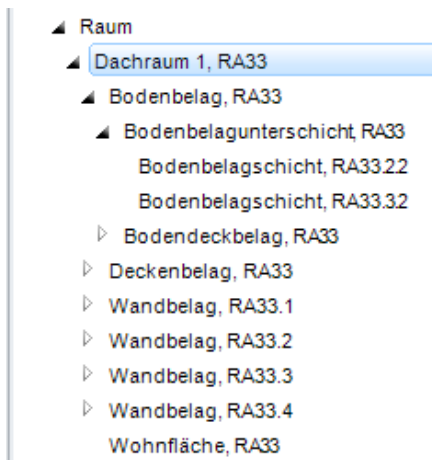 Raum
Dachraum 1, RA33
Bodenbelag, RA33
Bodenbelagunterschicht, RA33
Bodenbelagschicht, RA33.2.2
Bodenbelagschicht, RA33.3.2
Bodendeckbelag, RA33
Deckenbelag, RA33
Wandbelag, RA33.1
Wandbelag, RA33.2
Wandbelag, RA33.3
Wandbelag, RA33.4
Wohnfläche, RA33